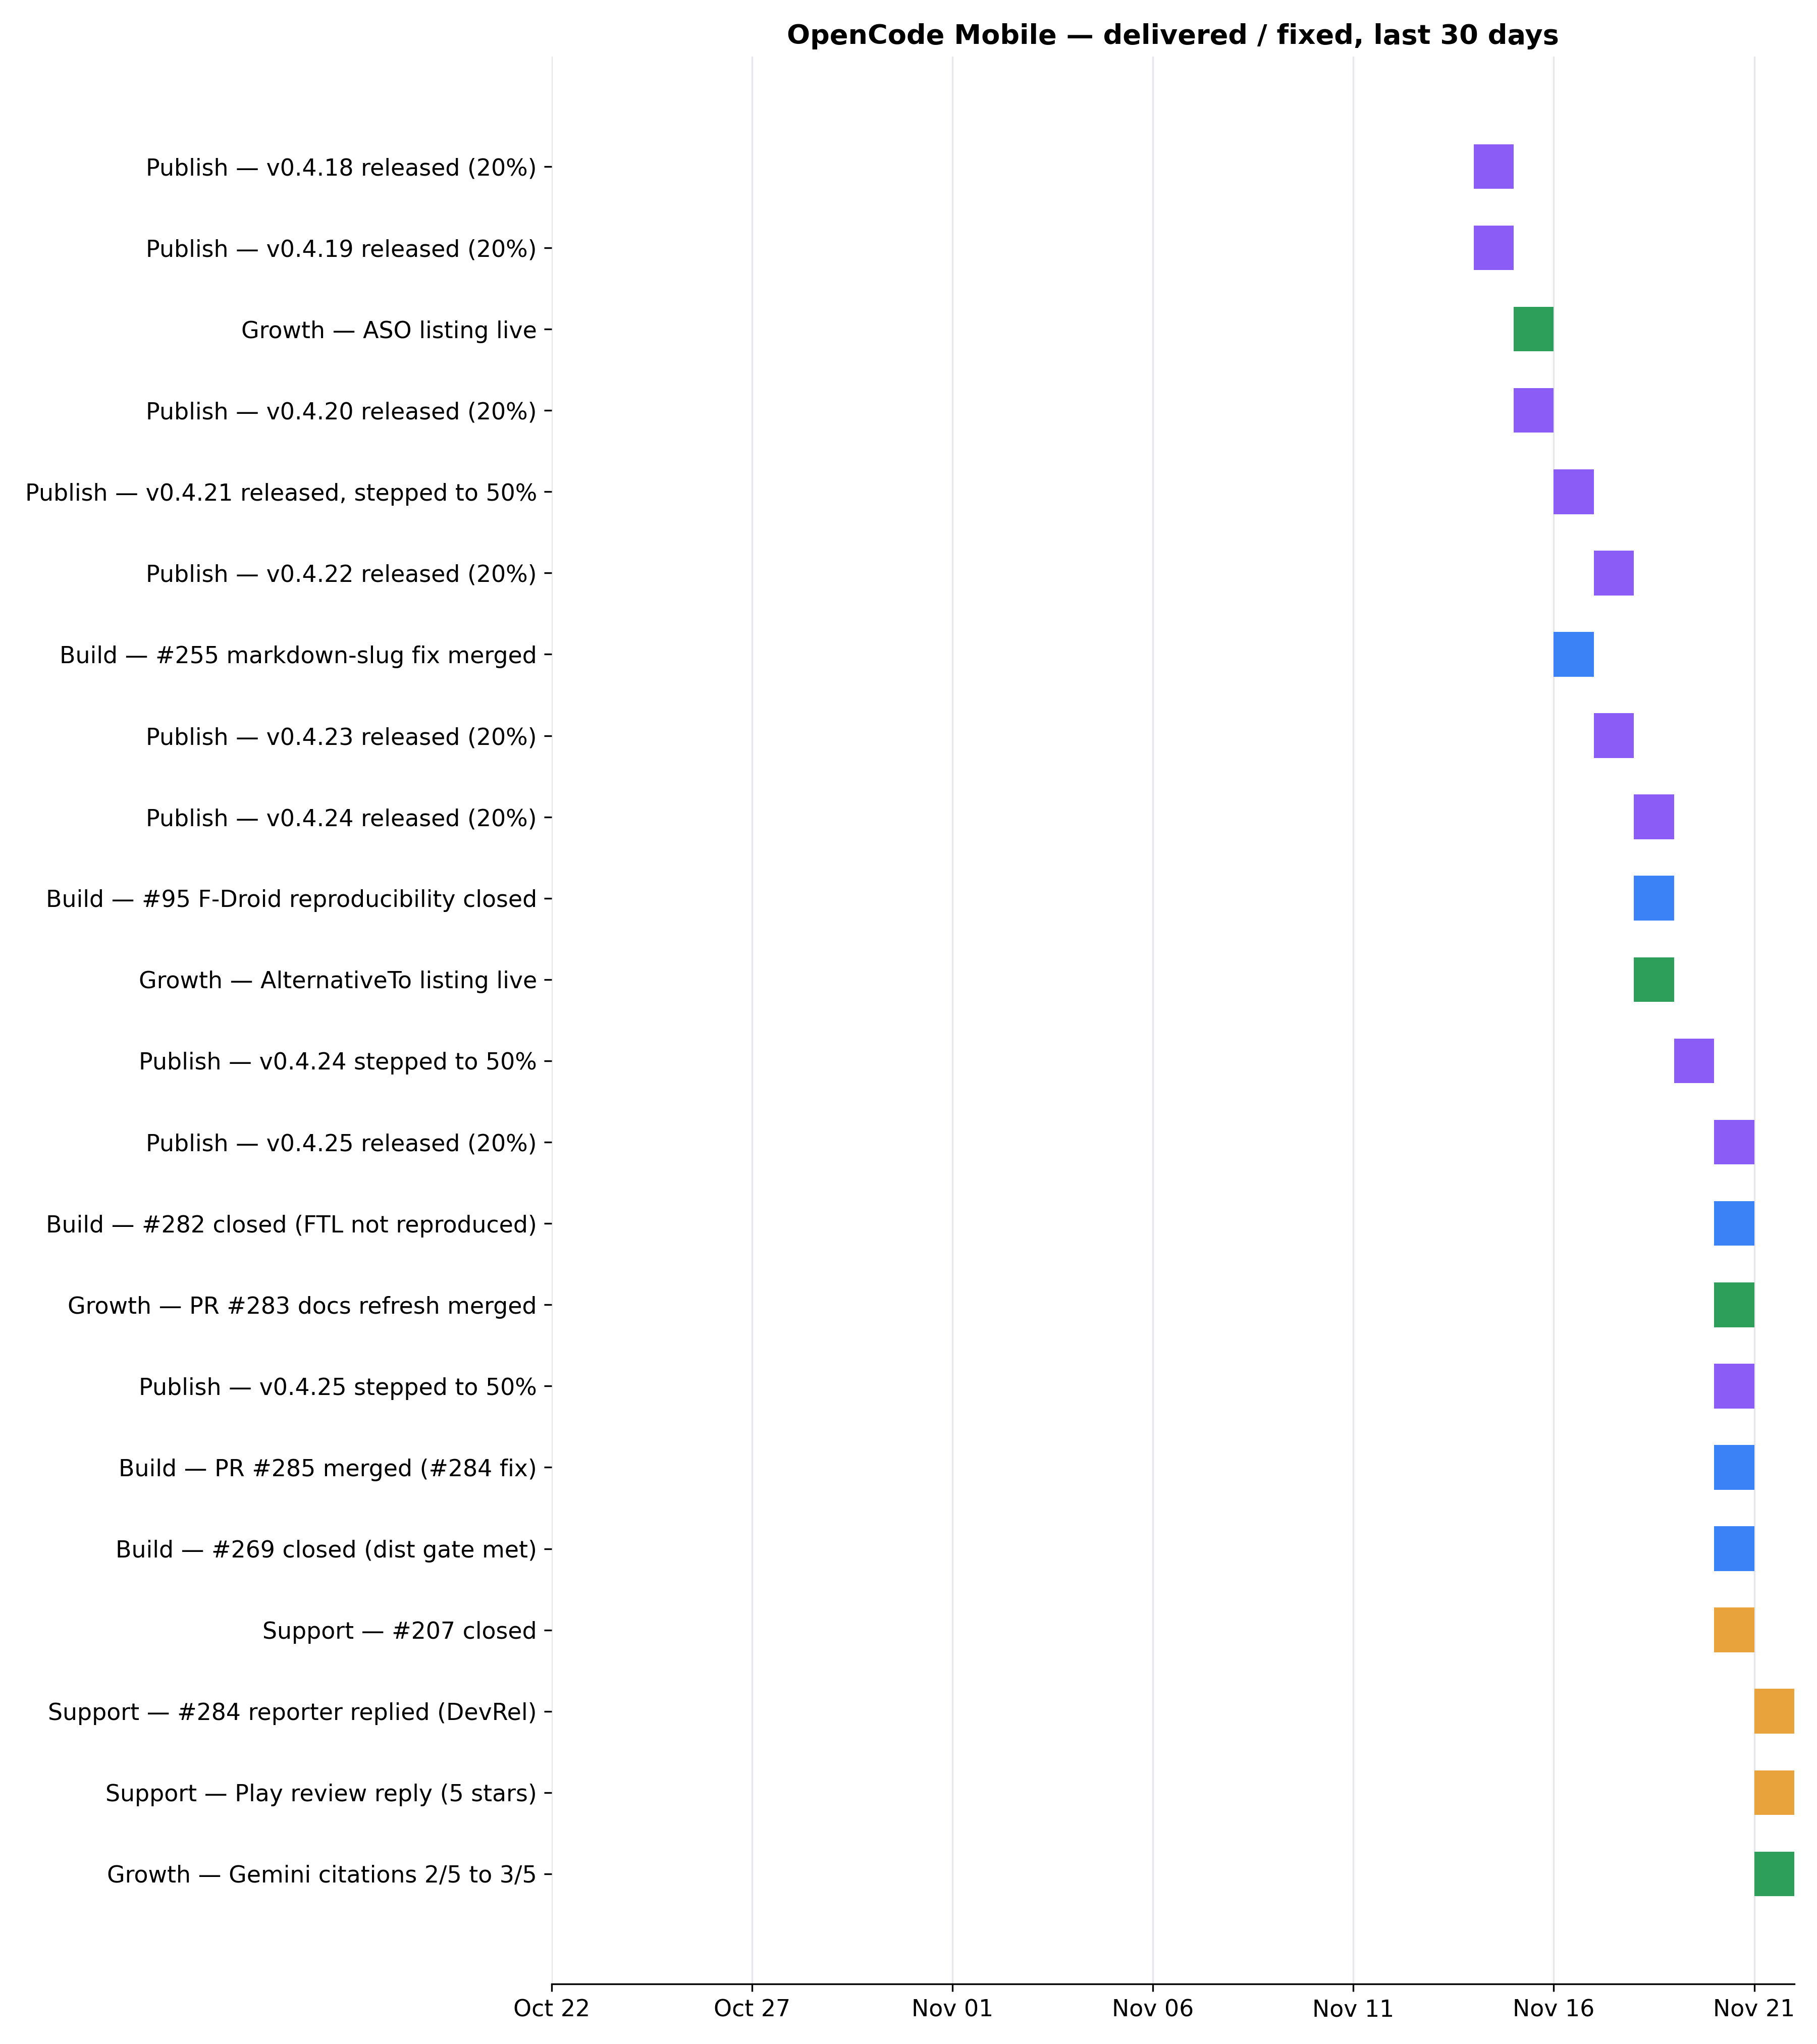 OpenCode Mobile — delivered / fixed, last 30 days
Publish — v0.4.18 released (20%)
Publish — v0.4.19 released (20%)
Growth — ASO listing live
Publish — v0.4.20 released (20%)
Publish — v0.4.21 released, stepped to 50%
Publish — v0.4.22 released (20%)
Build — #255 markdown-slug fix merged
Publish — v0.4.23 released (20%)
Publish — v0.4.24 released (20%)
Build — #95 F-Droid reproducibility closed
Growth — AlternativeTo listing live
Publish — v0.4.24 stepped to 50%
Publish — v0.4.25 released (20%)
Build — #282 closed (FTL not reproduced)
Growth — PR #283 docs refresh merged
Publish — v0.4.25 stepped to 50%
Build — PR #285 merged (#284 fix)
Build — #269 closed (dist gate met)
Support — #207 closed
Support — #284 reporter replied (DevRel)
Support — Play review reply (5 stars)
Growth — Gemini citations 2/5 to 3/5
Oct 22 Oct 27 Nov 01 Nov 06 Nov 11 Nov 16 Nov 21